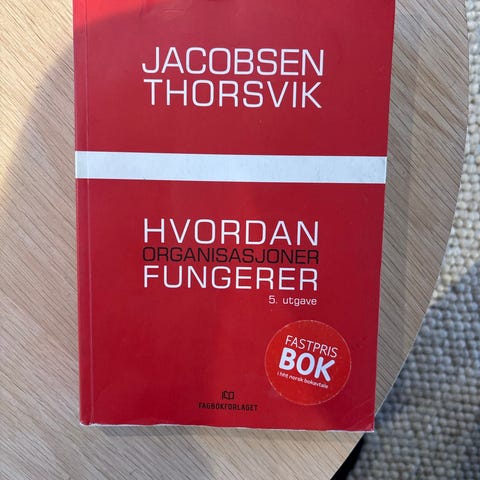 JACOBSEN
THORSVIK
HVORDAN
ORGANISASJONER
FUNGERER
5. utgave
FASTPRIS
BOK
i hht norsk bokavtale
FAGBOKFORLAGET